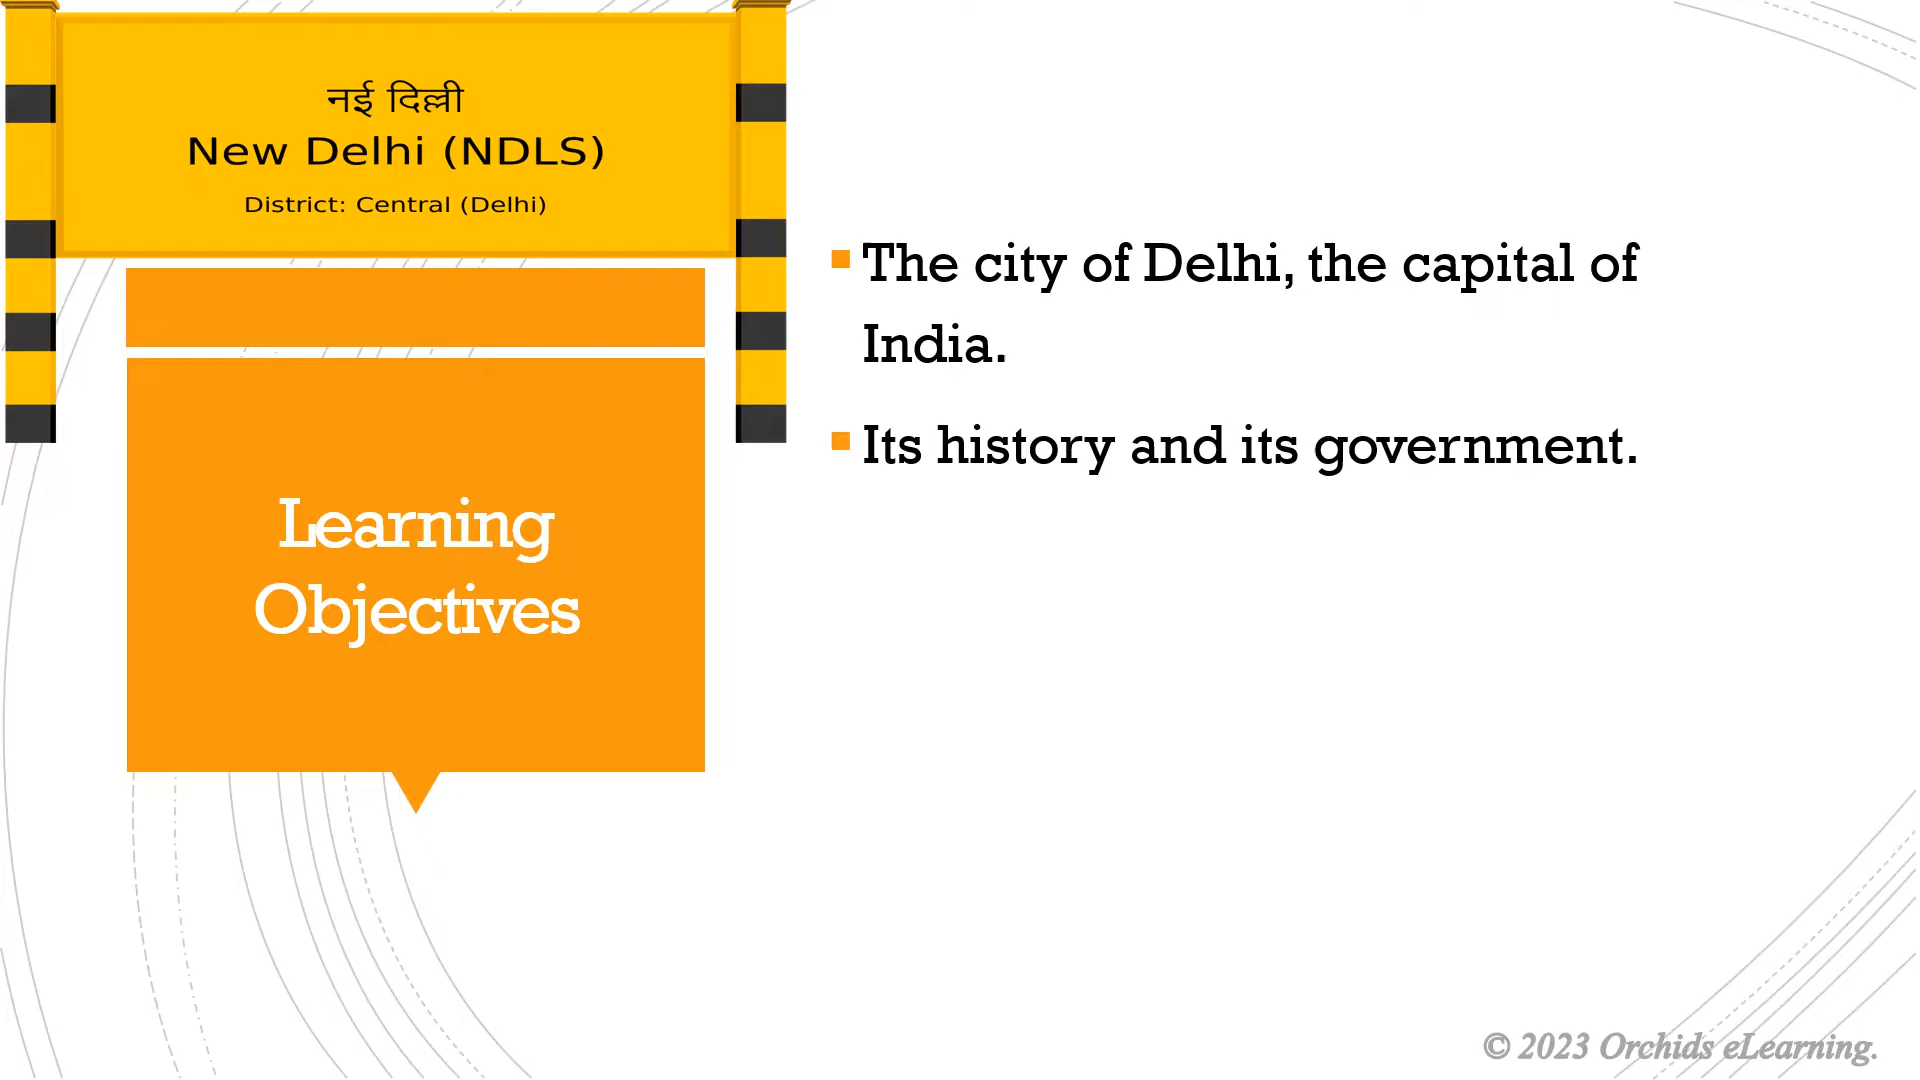 नई दिल्ली
New Delhi (NDLS)
District: Central (Delhi)
Learning
Objectives
The city of Delhi, the capital of
India.
Its history and its government.
© 2023 Orchids eLearning.